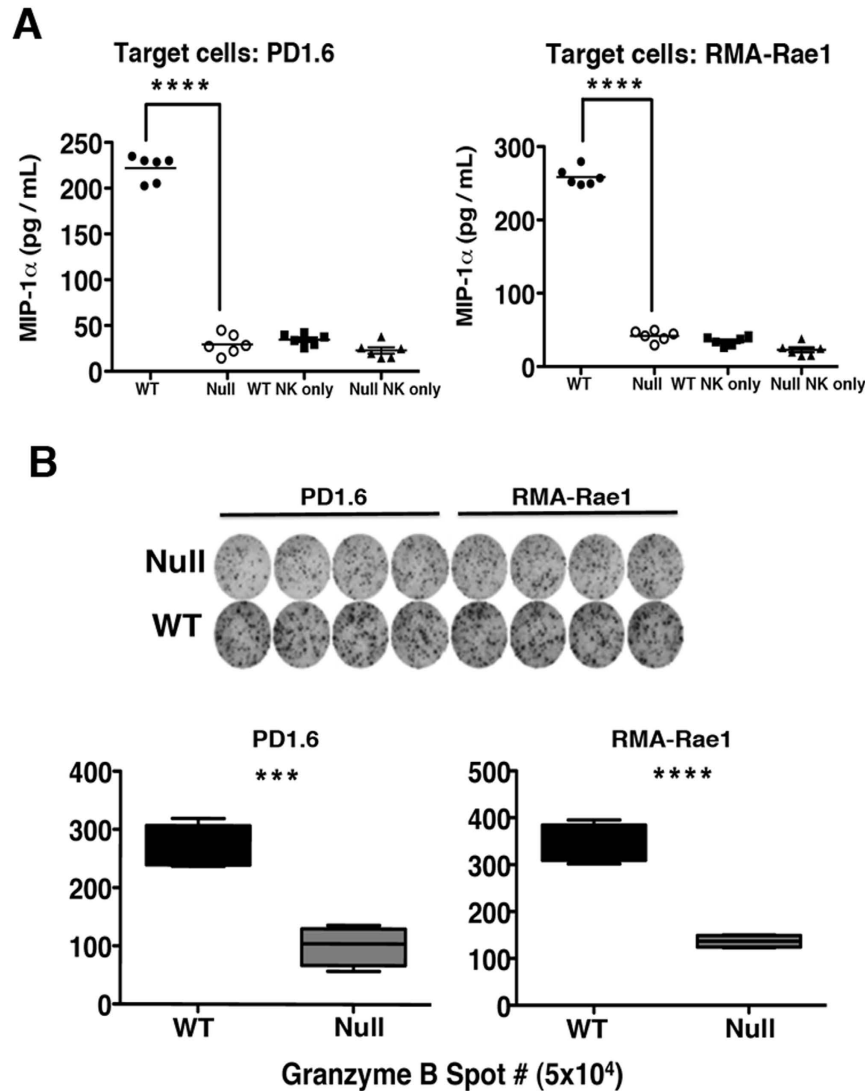 A
Target cells: PD1.6
****
MIP-1α (pg / mL)
250
200
150
100
50
0
WT Null WT NK only Null NK only
Target cells: RMA-Rae1
****
MIP-1α (pg / mL)
300
200
100
0
WT Null WT NK only Null NK only
B
PD1.6 RMA-Rae1
Null
WT
PD1.6
***
400
300
200
100
0
WT Null
RMA-Rae1
****
500
400
300
200
100
0
WT Null
Granzyme B Spot # (5x10⁴)